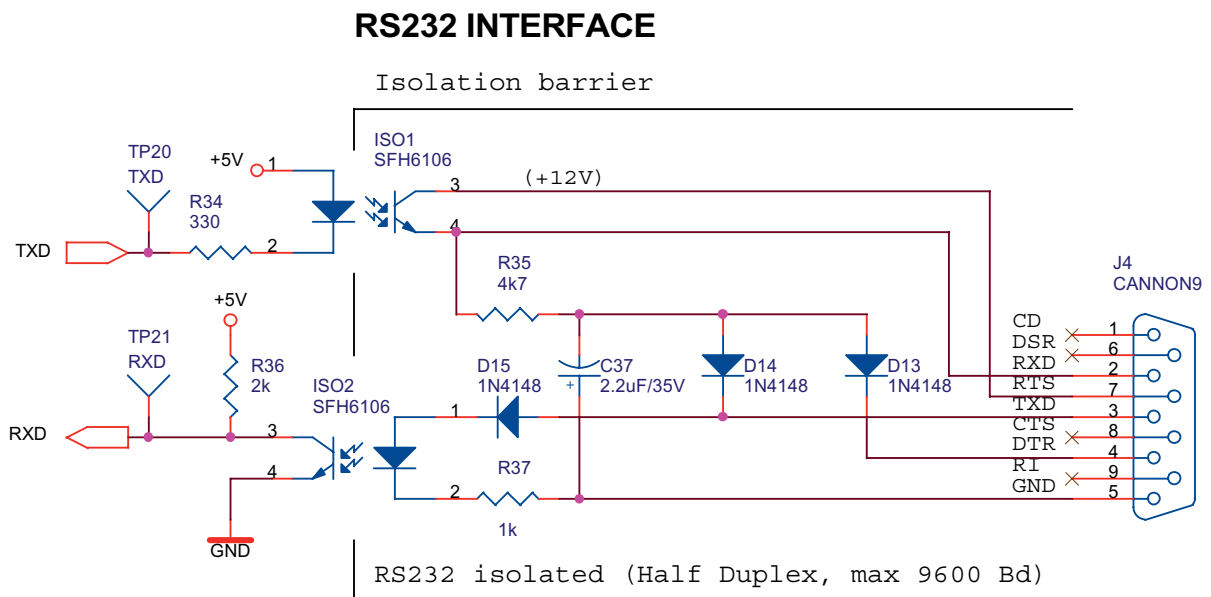 RS232 INTERFACE
Isolation barrier
ISO1
SFH6106
TP20
TXD
+5V
1
R34
330
3
(+12V)
TXD
2
4
R35
4k7
J4
CANNON9
+5V
TP21
RXD
R36
2k
ISO2
SFH6106
D15
1N4148
C37
2.2uF/35V
+
D14
1N4148
D13
1N4148
CD 1
DSR 6
RXD 2
RTS 7
TXD 3
CTS 8
DTR 4
RI 9
GND 5
RXD
3
1
4
2
R37
1k
GND
RS232 isolated (Half Duplex, max 9600 Bd)